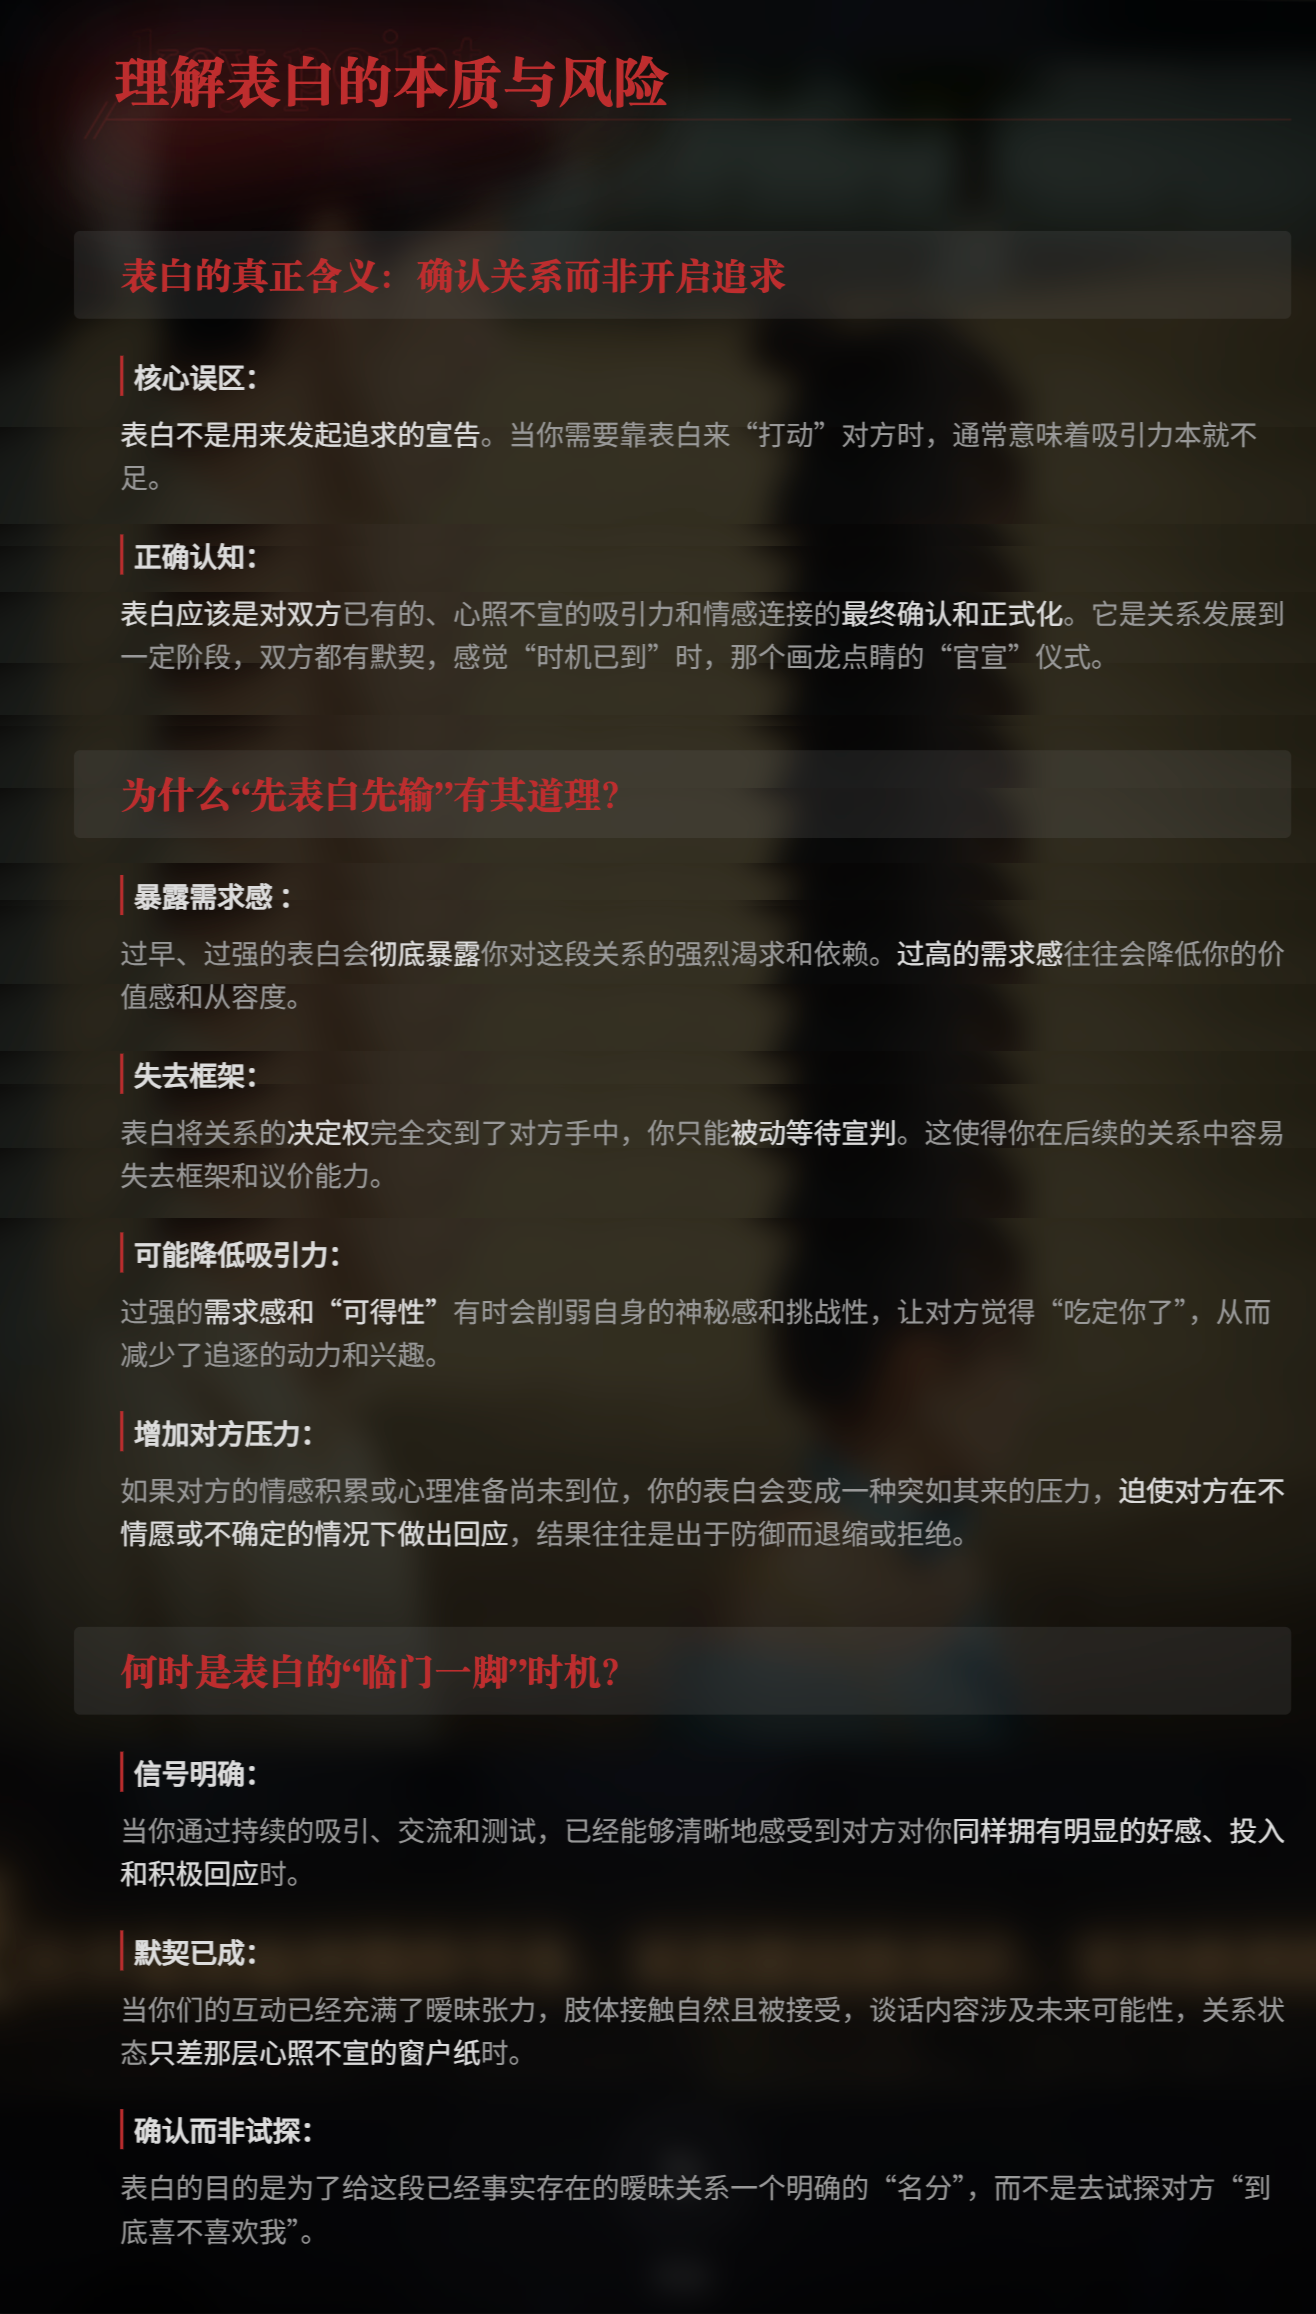 理解表白的本质与风险
表白的真正含义：确认关系而非开启追求
核心误区：
表白不是用来发起追求的宣告。当你需要靠表白来“打动”对方时，通常意味着吸引力本就不
足。
正确认知：
表白应该是对双方已有的、心照不宣的吸引力和情感连接的最终确认和正式化。它是关系发展到
一定阶段，双方都有默契，感觉“时机已到”时，那个画龙点睛的“官宣”仪式。
为什么“先表白先输”有其道理？
暴露需求感 ：
过早、过强的表白会彻底暴露你对这段关系的强烈渴求和依赖。过高的需求感往往会降低你的价
值感和从容度。
失去框架：
表白将关系的决定权完全交到了对方手中，你只能被动等待宣判。这使得你在后续的关系中容易
失去框架和议价能力。
可能降低吸引力：
过强的需求感和“可得性”有时会削弱自身的神秘感和挑战性，让对方觉得“吃定你了”，从而
减少了追逐的动力和兴趣。
增加对方压力：
如果对方的情感积累或心理准备尚未到位，你的表白会变成一种突如其来的压力，迫使对方在不
情愿或不确定的情况下做出回应，结果往往是出于防御而退缩或拒绝。
何时是表白的“临门一脚”时机？
信号明确：
当你通过持续的吸引、交流和测试，已经能够清晰地感受到对方对你同样拥有明显的好感、投入
和积极回应时。
默契已成：
当你们的互动已经充满了暧昧张力，肢体接触自然且被接受，谈话内容涉及未来可能性，关系状
态只差那层心照不宣的窗户纸时。
确认而非试探：
表白的目的是为了给这段已经事实存在的暧昧关系一个明确的“名分”，而不是去试探对方“到
底喜不喜欢我”。